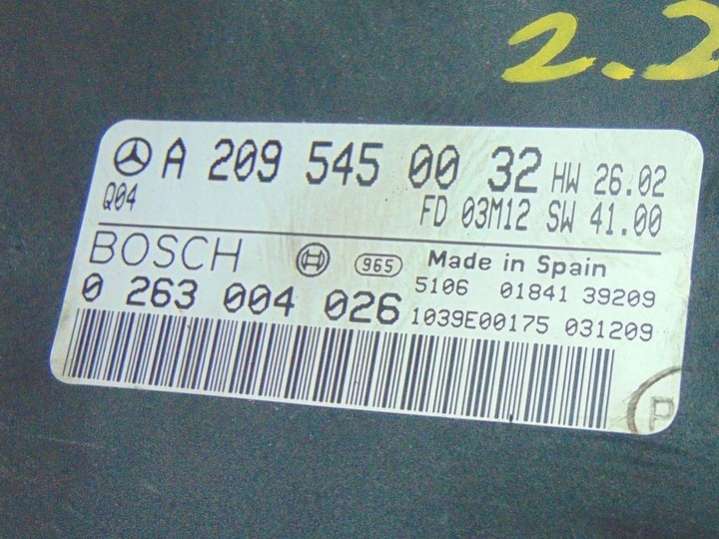 2.2
A 209 545 00 32 HW 26.02
Q04 FD 03M12 SW 41.00
BOSCH 965 Made in Spain
5106 01841 39209
0 263 004 026 1039E00175 031209
P